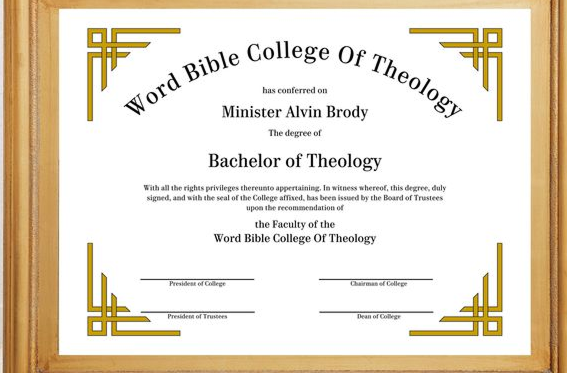 Word Bible College Of Theology
has conferred on
Minister Alvin Brody
The degree of
Bachelor of Theology
With all the rights privileges thereunto appertaining. In witness whereof, this degree, duly
signed, and with the seal of the College affixed, has been issued by the Board of Trustees
upon the recommendation of
the Faculty of the
Word Bible College Of Theology
President of College
Chairman of College
President of Trustees
Dean of College